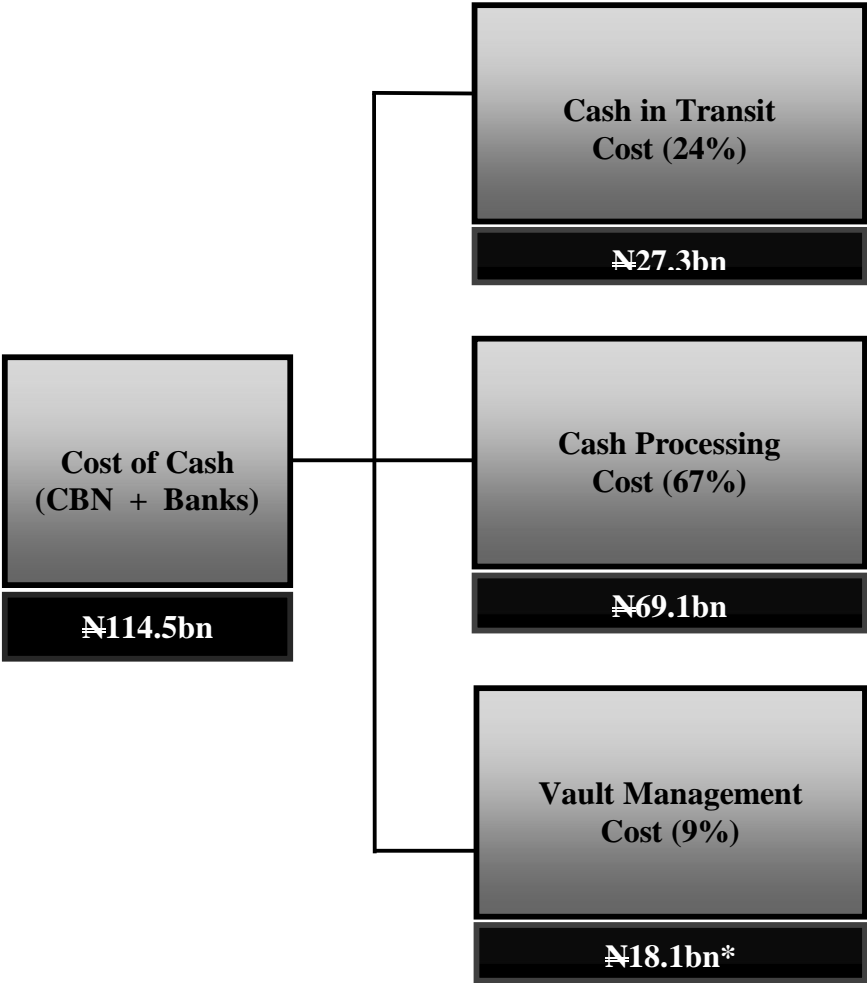 Cash in Transit
Cost (24%)
₦27.3bn
Cost of Cash
(CBN + Banks)
₦114.5bn
Cash Processing
Cost (67%)
₦69.1bn
Vault Management
Cost (9%)
₦18.1bn*